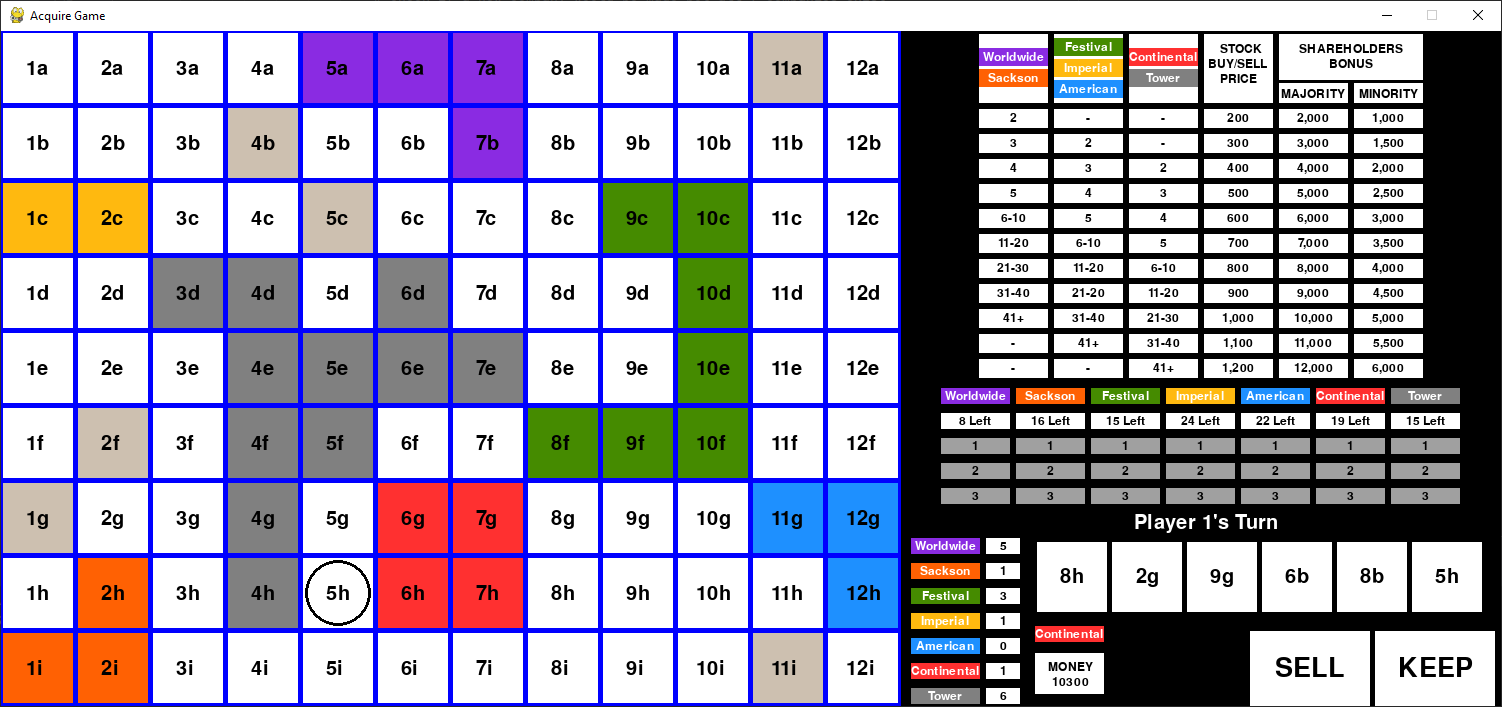 Acquire Game
1a 2a 3a 4a 5a 6a 7a 8a 9a 10a 11a 12a
1b 2b 3b 4b 5b 6b 7b 8b 9b 10b 11b 12b
1c 2c 3c 4c 5c 6c 7c 8c 9c 10c 11c 12c
1d 2d 3d 4d 5d 6d 7d 8d 9d 10d 11d 12d
1e 2e 3e 4e 5e 6e 7e 8e 9e 10e 11e 12e
1f 2f 3f 4f 5f 6f 7f 8f 9f 10f 11f 12f
1g 2g 3g 4g 5g 6g 7g 8g 9g 10g 11g 12g
1h 2h 3h 4h 5h 6h 7h 8h 9h 10h 11h 12h
1i 2i 3i 4i 5i 6i 7i 8i 9i 10i 11i 12i
Worldwide
Sackson
Festival
Imperial
American
Continental
Tower
STOCK
BUY/SELL
PRICE
SHAREHOLDERS
BONUS
MAJORITY MINORITY
2 - - 200 2,000 1,000
3 2 - 300 3,000 1,500
4 3 2 400 4,000 2,000
5 4 3 500 5,000 2,500
6-10 5 4 600 6,000 3,000
11-20 6-10 5 700 7,000 3,500
21-30 11-20 6-10 800 8,000 4,000
31-40 21-20 11-20 900 9,000 4,500
41+ 31-40 21-30 1,000 10,000 5,000
- 41+ 31-40 1,100 11,000 5,500
- - 41+ 1,200 12,000 6,000
Worldwide Sackson Festival Imperial American Continental Tower
8 Left 16 Left 15 Left 24 Left 22 Left 19 Left 15 Left
1 1 1 1 1 1 1
2 2 2 2 2 2 2
3 3 3 3 3 3 3
Player 1's Turn
Worldwide 5
Sackson 1
Festival 3
Imperial 1
American 0
Continental 1
Tower 6
8h 2g 9g 6b 8b 5h
Continental
MONEY
10300
SELL KEEP